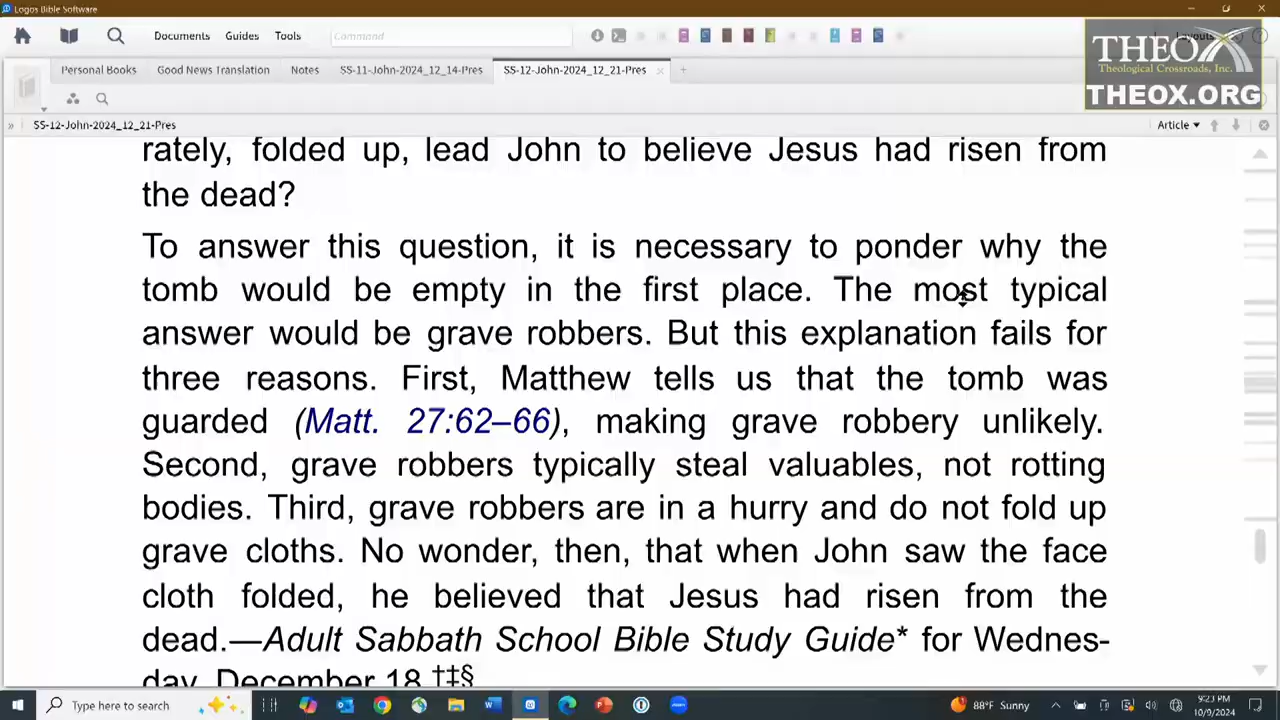 Logos Bible Software
Documents Guides Tools Command
THEOX
Theological Crossroads, Inc.
THEOX.ORG
Personal Books Good News Translation Notes SS-11-John-2024_12_14-Pres SS-12-John-2024_12_21-Pres
SS-12-John-2024_12_21-Pres Article
rately, folded up, lead John to believe Jesus had risen from
the dead?
To answer this question, it is necessary to ponder why the
tomb would be empty in the first place. The most typical
answer would be grave robbers. But this explanation fails for
three reasons. First, Matthew tells us that the tomb was
guarded (Matt. 27:62–66), making grave robbery unlikely.
Second, grave robbers typically steal valuables, not rotting
bodies. Third, grave robbers are in a hurry and do not fold up
grave cloths. No wonder, then, that when John saw the face
cloth folded, he believed that Jesus had risen from the
dead.—Adult Sabbath School Bible Study Guide* for Wednes-
day, December 18.†‡§
Type here to search 88°F Sunny 9:23 PM
10/9/2024